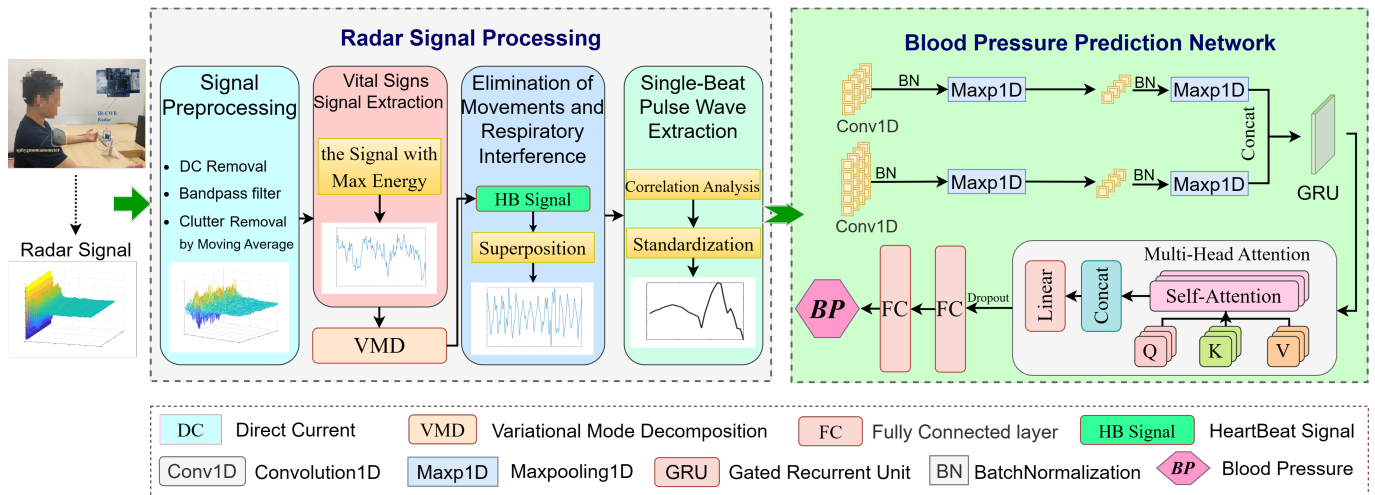 Radar Signal Processing
Blood Pressure Prediction Network
IR-UWB
Radar
sphygmomanometer
Radar Signal
Signal
Preprocessing
• DC Removal
• Bandpass filter
• Clutter Removal
by Moving Average
Vital Signs
Signal Extraction
the Signal with
Max Energy
VMD
Elimination of
Movements and
Respiratory
Interference
HB Signal
Superposition
Single-Beat
Pulse Wave
Extraction
Correlation Analysis
Standardization
Conv1D
BN
Maxp1D
BN
Maxp1D
Conv1D
BN
Maxp1D
BN
Maxp1D
Concat
GRU
Multi-Head Attention
Self-Attention
Q
K
V
Concat
Linear
Dropout
FC
FC
BP
DC Direct Current
VMD Variational Mode Decomposition
FC Fully Connected layer
HB Signal HeartBeat Signal
Conv1D Convolution1D
Maxp1D Maxpooling1D
GRU Gated Recurrent Unit
BN BatchNormalization
BP Blood Pressure